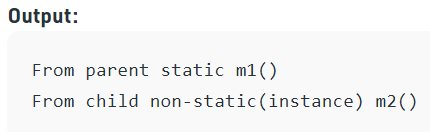 Output:
From parent static m1()
From child non-static(instance) m2()